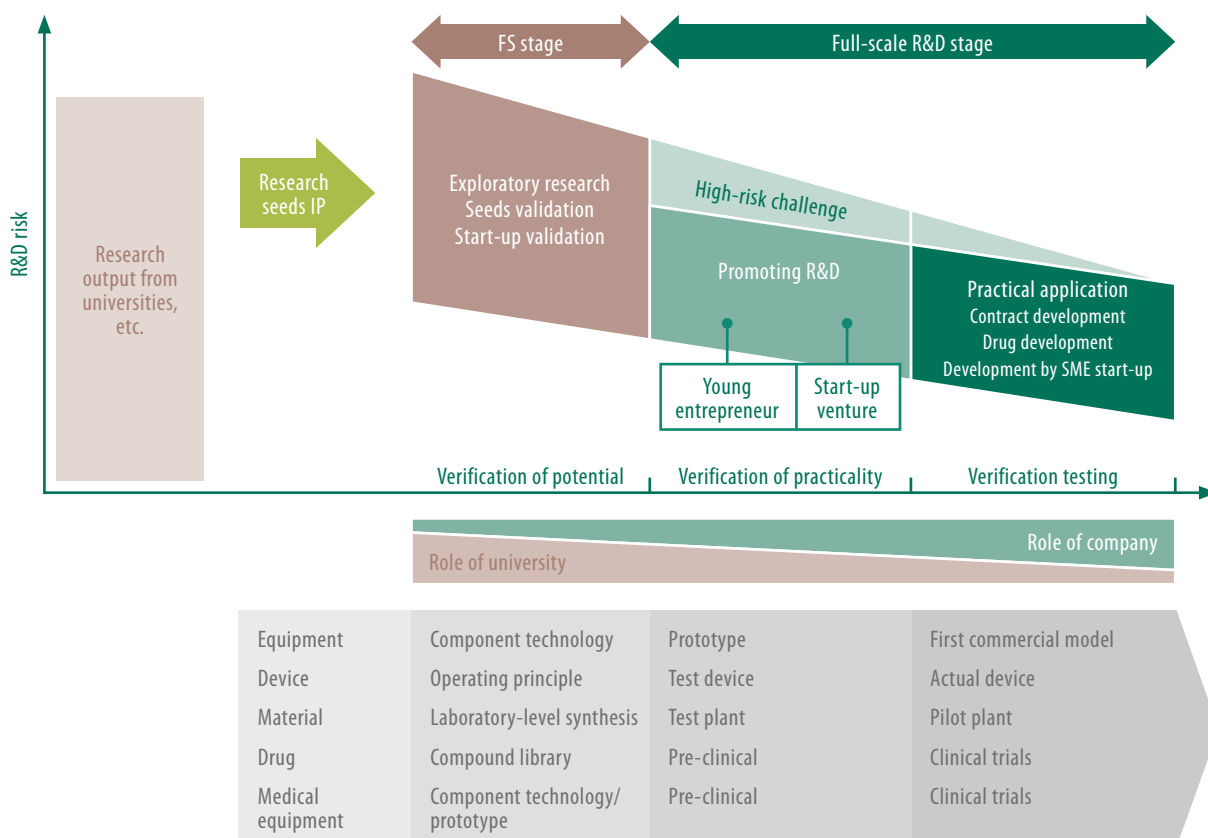 FS stage
Full-scale R&D stage
R&D risk
Research
output from
universities,
etc.
Research
seeds IP
Exploratory research
Seeds validation
Start-up validation
High-risk challenge
Promoting R&D
Young
entrepreneur
Start-up
venture
Practical application
Contract development
Drug development
Development by SME start-up
Verification of potential
Verification of practicality
Verification testing
Role of university
Role of company
Equipment
Component technology
Prototype
First commercial model
Device
Operating principle
Test device
Actual device
Material
Laboratory-level synthesis
Test plant
Pilot plant
Drug
Compound library
Pre-clinical
Clinical trials
Medical
equipment
Component technology/
prototype
Pre-clinical
Clinical trials